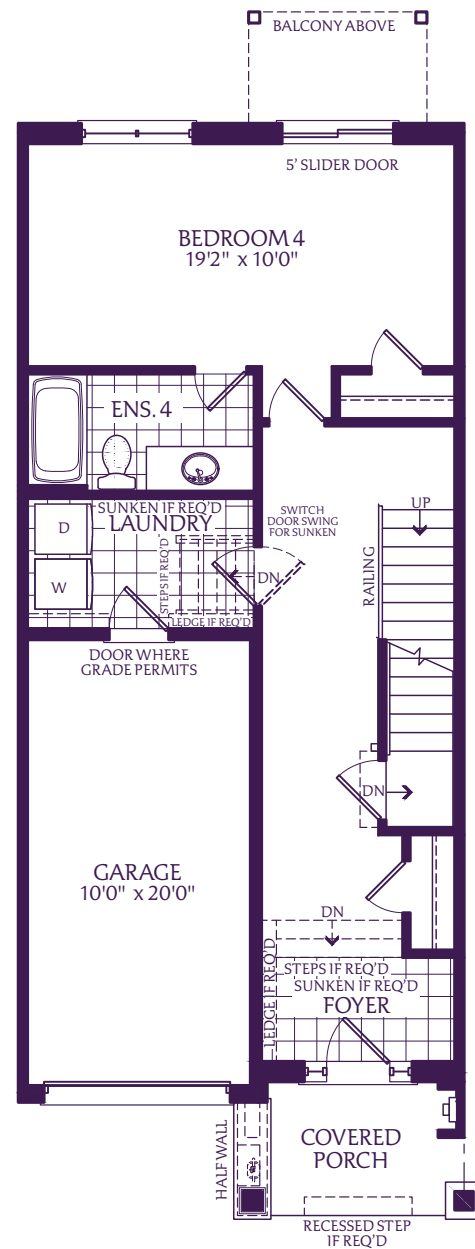 BALCONY ABOVE
5' SLIDER DOOR
BEDROOM 4
19'2" x 10'0"
ENS. 4
SUNKEN IF REQ'D
LAUNDRY
D
W
STEPS IF REQ'D
DN
LEDGE IF REQ'D
SWITCH
DOOR SWING
FOR SUNKEN
UP
RAILING
DOOR WHERE
GRADE PERMITS
DN
GARAGE
10'0" x 20'0"
DN
LEDGE IF REQ'D
STEPS IF REQ'D
SUNKEN IF REQ'D
FOYER
HALF WALL
COVERED
PORCH
RECESSED STEP
IF REQ'D